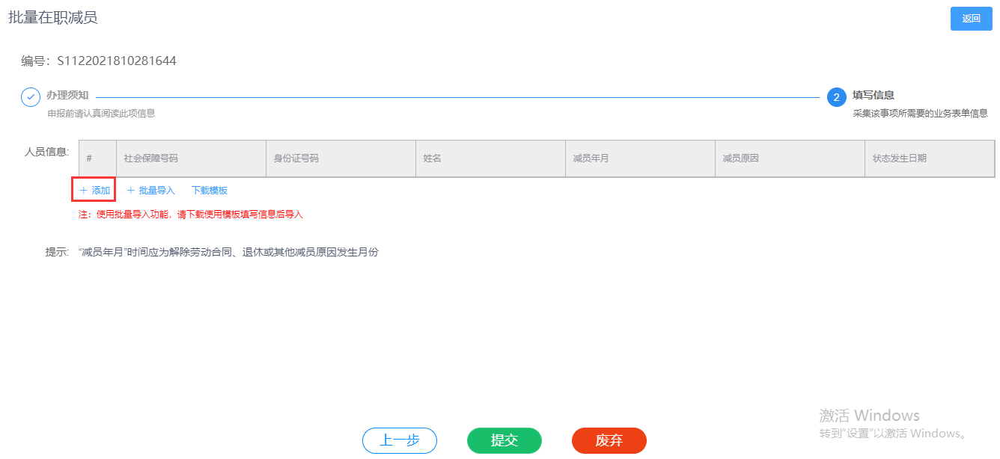 批量在职减员
返回
编号：S1122021810281644
办理须知
2 填写信息
申报前请认真阅读此项信息
采集该事项所需要的业务表单信息
人员信息: # 社会保障号码 身份证号码 姓名 减员年月 减员原因 状态发生日期
+ 添加 + 批量导入 下载模板
注：使用批量导入功能，请下载使用模板填写信息后导入
提示: “减员年月”时间应为解除劳动合同、退休或其他减员原因发生月份
激活 Windows
转到“设置”以激活 Windows。
上一步 提交 废弃